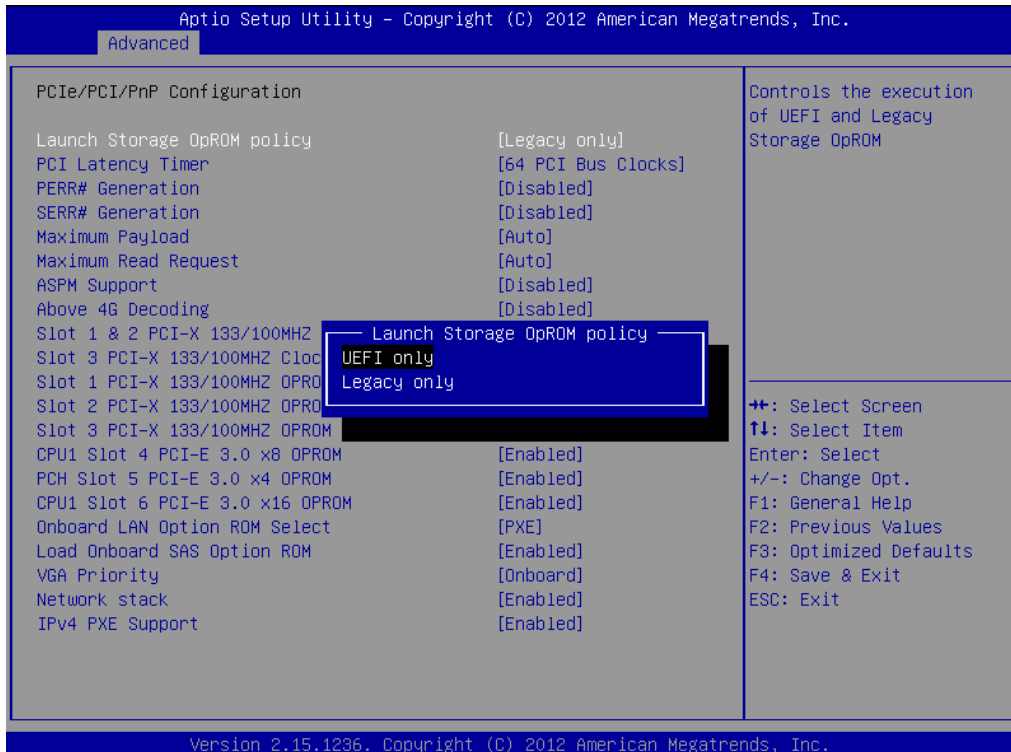 Aptio Setup Utility – Copyright (C) 2012 American Megatrends, Inc.
Advanced
PCIe/PCI/PnP Configuration
Launch Storage OpROM policy [Legacy only]
PCI Latency Timer [64 PCI Bus Clocks]
PERR# Generation [Disabled]
SERR# Generation [Disabled]
Maximum Payload [Auto]
Maximum Read Request [Auto]
ASPM Support [Disabled]
Above 4G Decoding [Disabled]
Slot 1 & 2 PCI-X 133/100MHZ
Slot 3 PCI-X 133/100MHZ Cloc
Slot 1 PCI-X 133/100MHZ OPRO
Slot 2 PCI-X 133/100MHZ OPRO
Slot 3 PCI-X 133/100MHZ OPROM
CPU1 Slot 4 PCI-E 3.0 x8 OPROM [Enabled]
PCH Slot 5 PCI-E 3.0 x4 OPROM [Enabled]
CPU1 Slot 6 PCI-E 3.0 x16 OPROM [Enabled]
Onboard LAN Option ROM Select [PXE]
Load Onboard SAS Option ROM [Enabled]
VGA Priority [Onboard]
Network stack [Enabled]
IPv4 PXE Support [Enabled]
Launch Storage OpROM policy
UEFI only
Legacy only
Controls the execution
of UEFI and Legacy
Storage OpROM
→←: Select Screen
↑↓: Select Item
Enter: Select
+/-: Change Opt.
F1: General Help
F2: Previous Values
F3: Optimized Defaults
F4: Save & Exit
ESC: Exit
Version 2.15.1236. Copyright (C) 2012 American Megatrends, Inc.